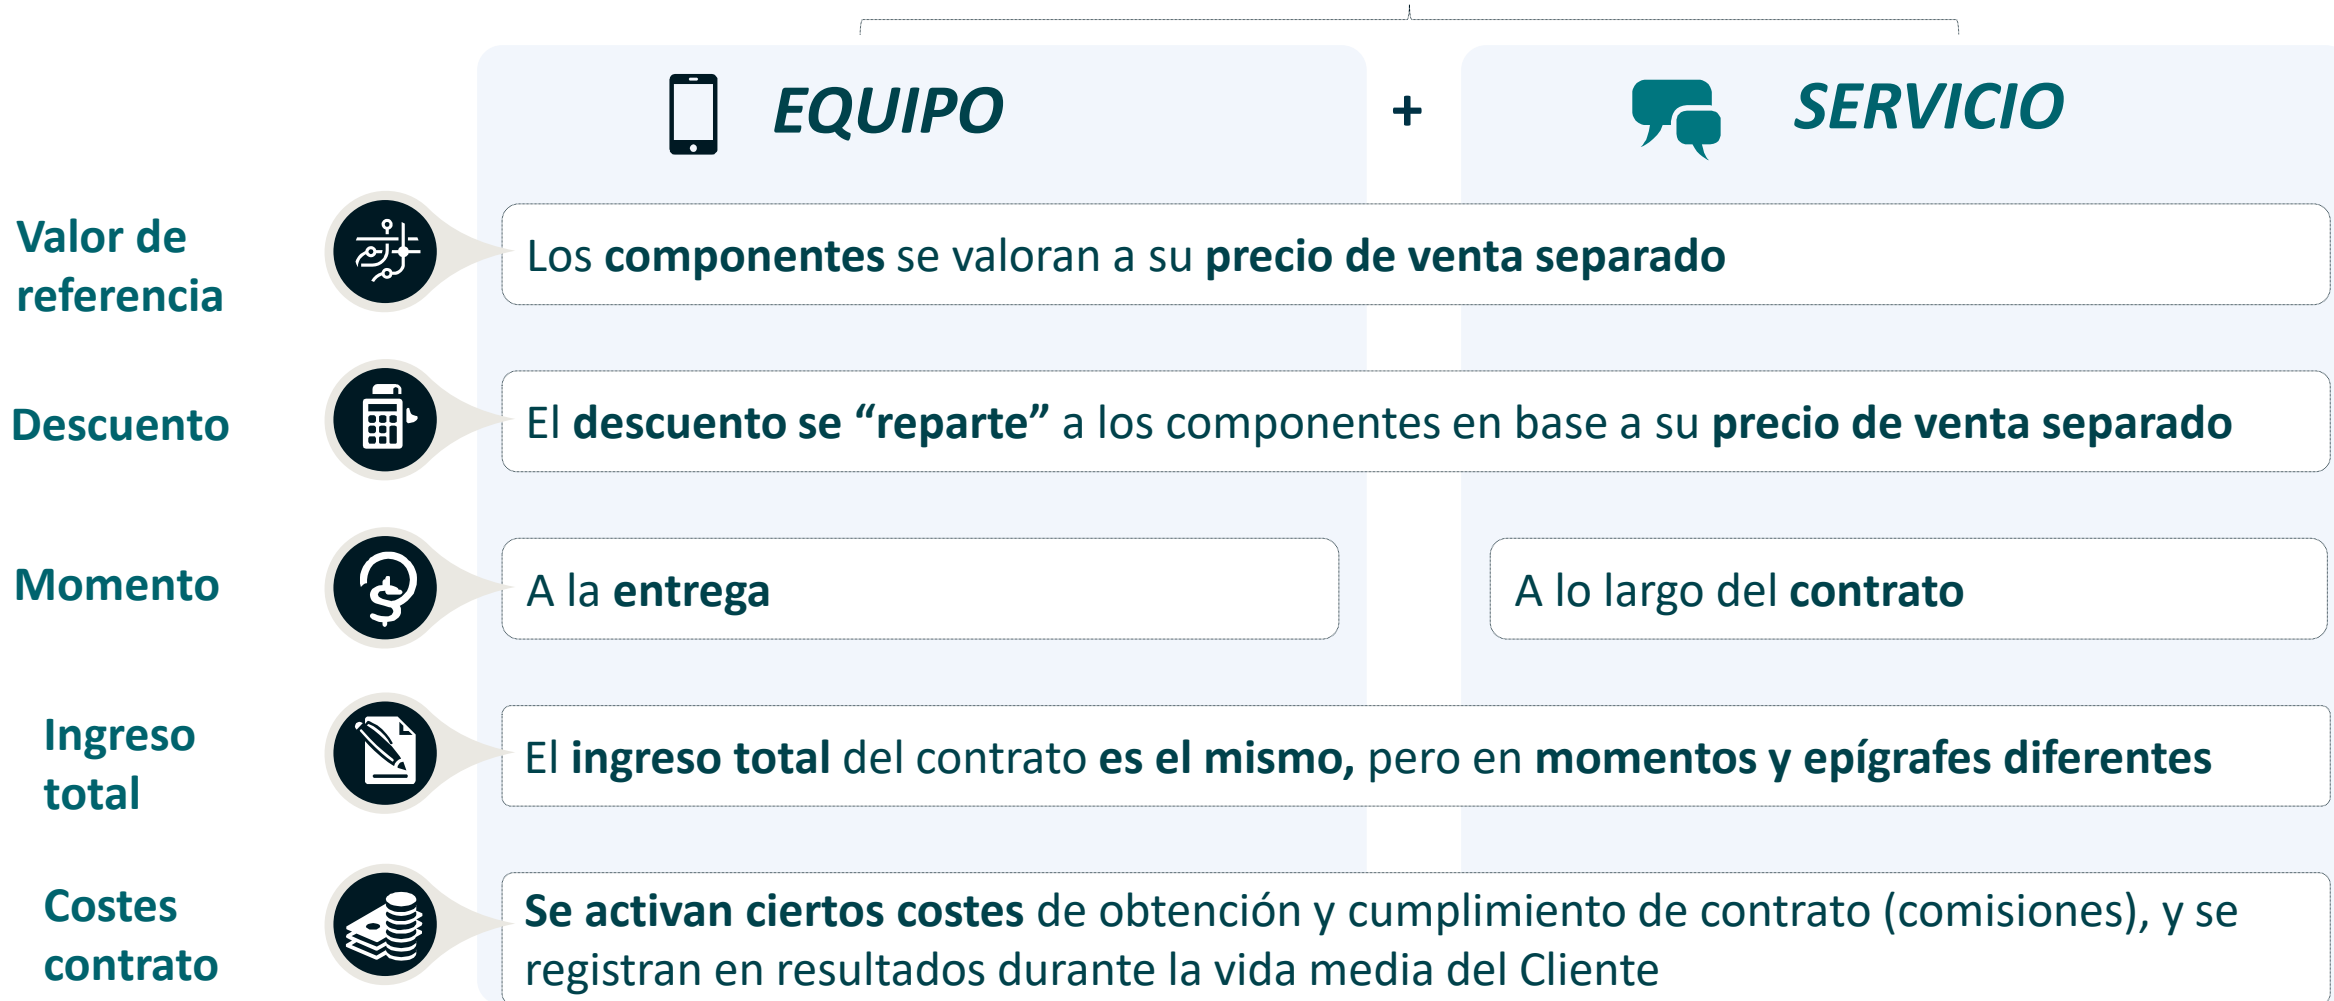 EQUIPO + SERVICIO
Valor de
referencia
Los componentes se valoran a su precio de venta separado
Descuento
El descuento se “reparte” a los componentes en base a su precio de venta separado
Momento
A la entrega
A lo largo del contrato
Ingreso
total
El ingreso total del contrato es el mismo, pero en momentos y epígrafes diferentes
Costes
contrato
Se activan ciertos costes de obtención y cumplimiento de contrato (comisiones), y se
registran en resultados durante la vida media del Cliente